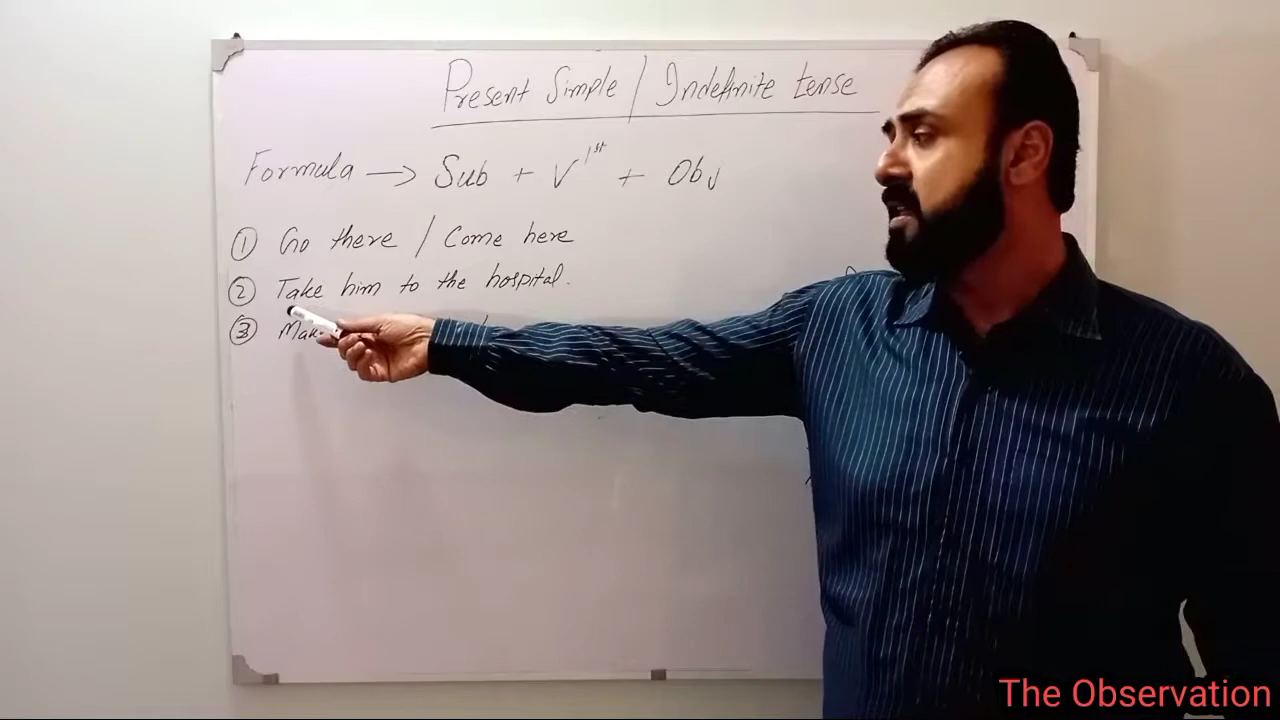 Present Simple / Indefinite tense
Formula → Sub + V 1st + Obj
① Go there / Come here
② Take him to the hospital.
③
The Observation